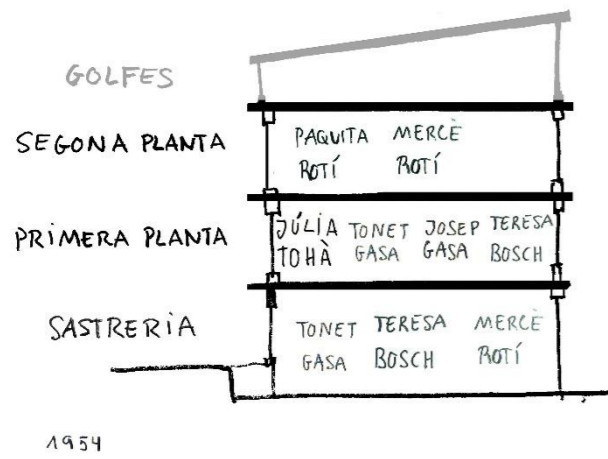 GOLFES
SEGONA PLANTA
PAQUITA MERCÈ
ROTÍ ROTÍ
PRIMERA PLANTA
JÚLIA TONET JOSEP TERESA
TOHÀ GASA GASA BOSCH
SASTRERIA
TONET TERESA MERCÈ
GASA BOSCH ROTÍ
1954